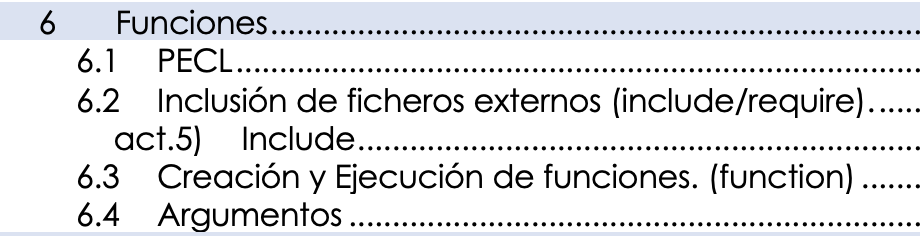 6 Funciones.......................................................................
6.1 PECL...........................................................................
6.2 Inclusión de ficheros externos (include/require).......
act.5) Include.................................................................
6.3 Creación y Ejecución de funciones. (function) .......
6.4 Argumentos ................................................................